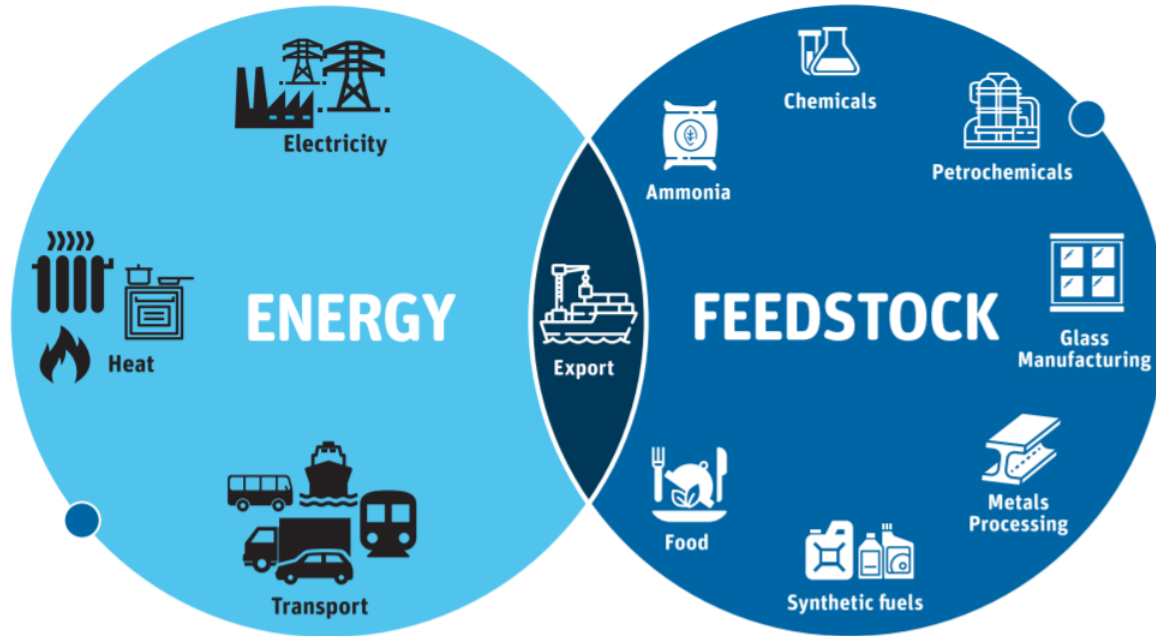 Electricity
Heat
ENERGY
Transport
Export
Chemicals
Petrochemicals
Ammonia
FEEDSTOCK
Glass
Manufacturing
Metals
Processing
Food
Synthetic fuels